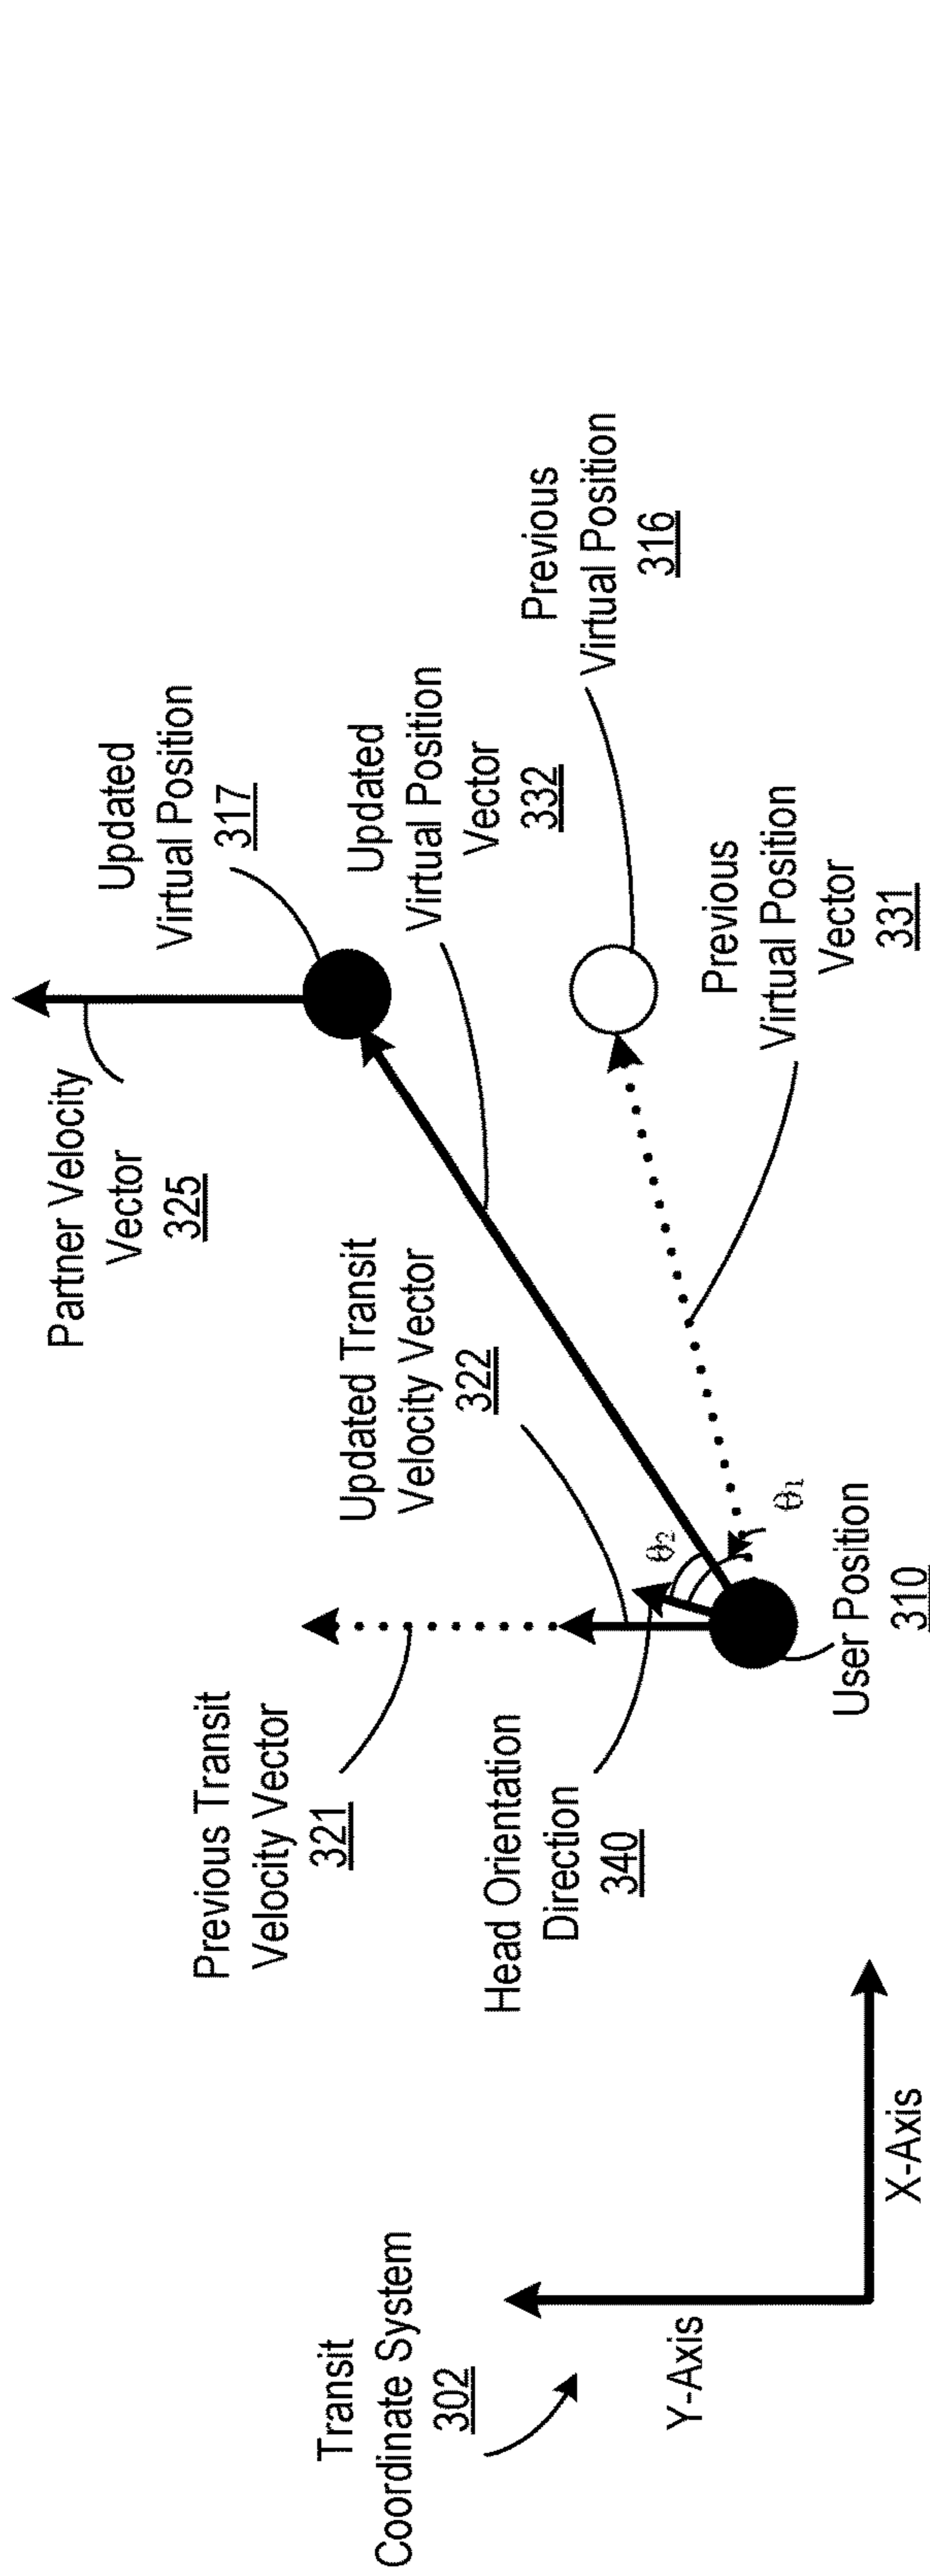 Transit
Coordinate System
302
Y-Axis
X-Axis
Previous Transit
Velocity Vector
321
Head Orientation
Direction
340
User Position
310
Updated Transit
Velocity Vector
322
θ2
θ1
Partner Velocity
Vector
325
Updated
Virtual Position
317
Updated
Virtual Position
Vector
332
Previous
Virtual Position
Vector
331
Previous
Virtual Position
316